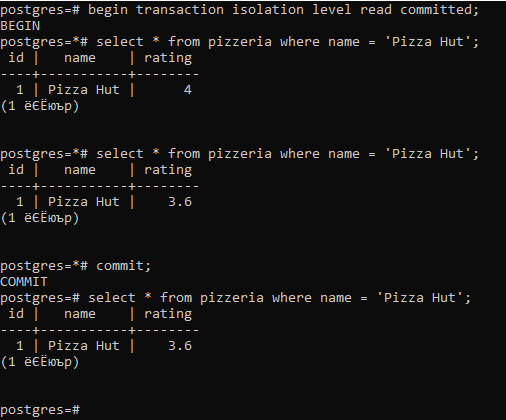 postgres=# begin transaction isolation level read committed;
BEGIN
postgres=*# select * from pizzeria where name = 'Pizza Hut';
 id |   name    | rating
----+-----------+--------
  1 | Pizza Hut |      4
(1 ё€Ёюър)
postgres=*# select * from pizzeria where name = 'Pizza Hut';
 id |   name    | rating
----+-----------+--------
  1 | Pizza Hut |    3.6
(1 ё€Ёюър)
postgres=*# commit;
COMMIT
postgres=# select * from pizzeria where name = 'Pizza Hut';
 id |   name    | rating
----+-----------+--------
  1 | Pizza Hut |    3.6
(1 ё€Ёюър)
postgres=#